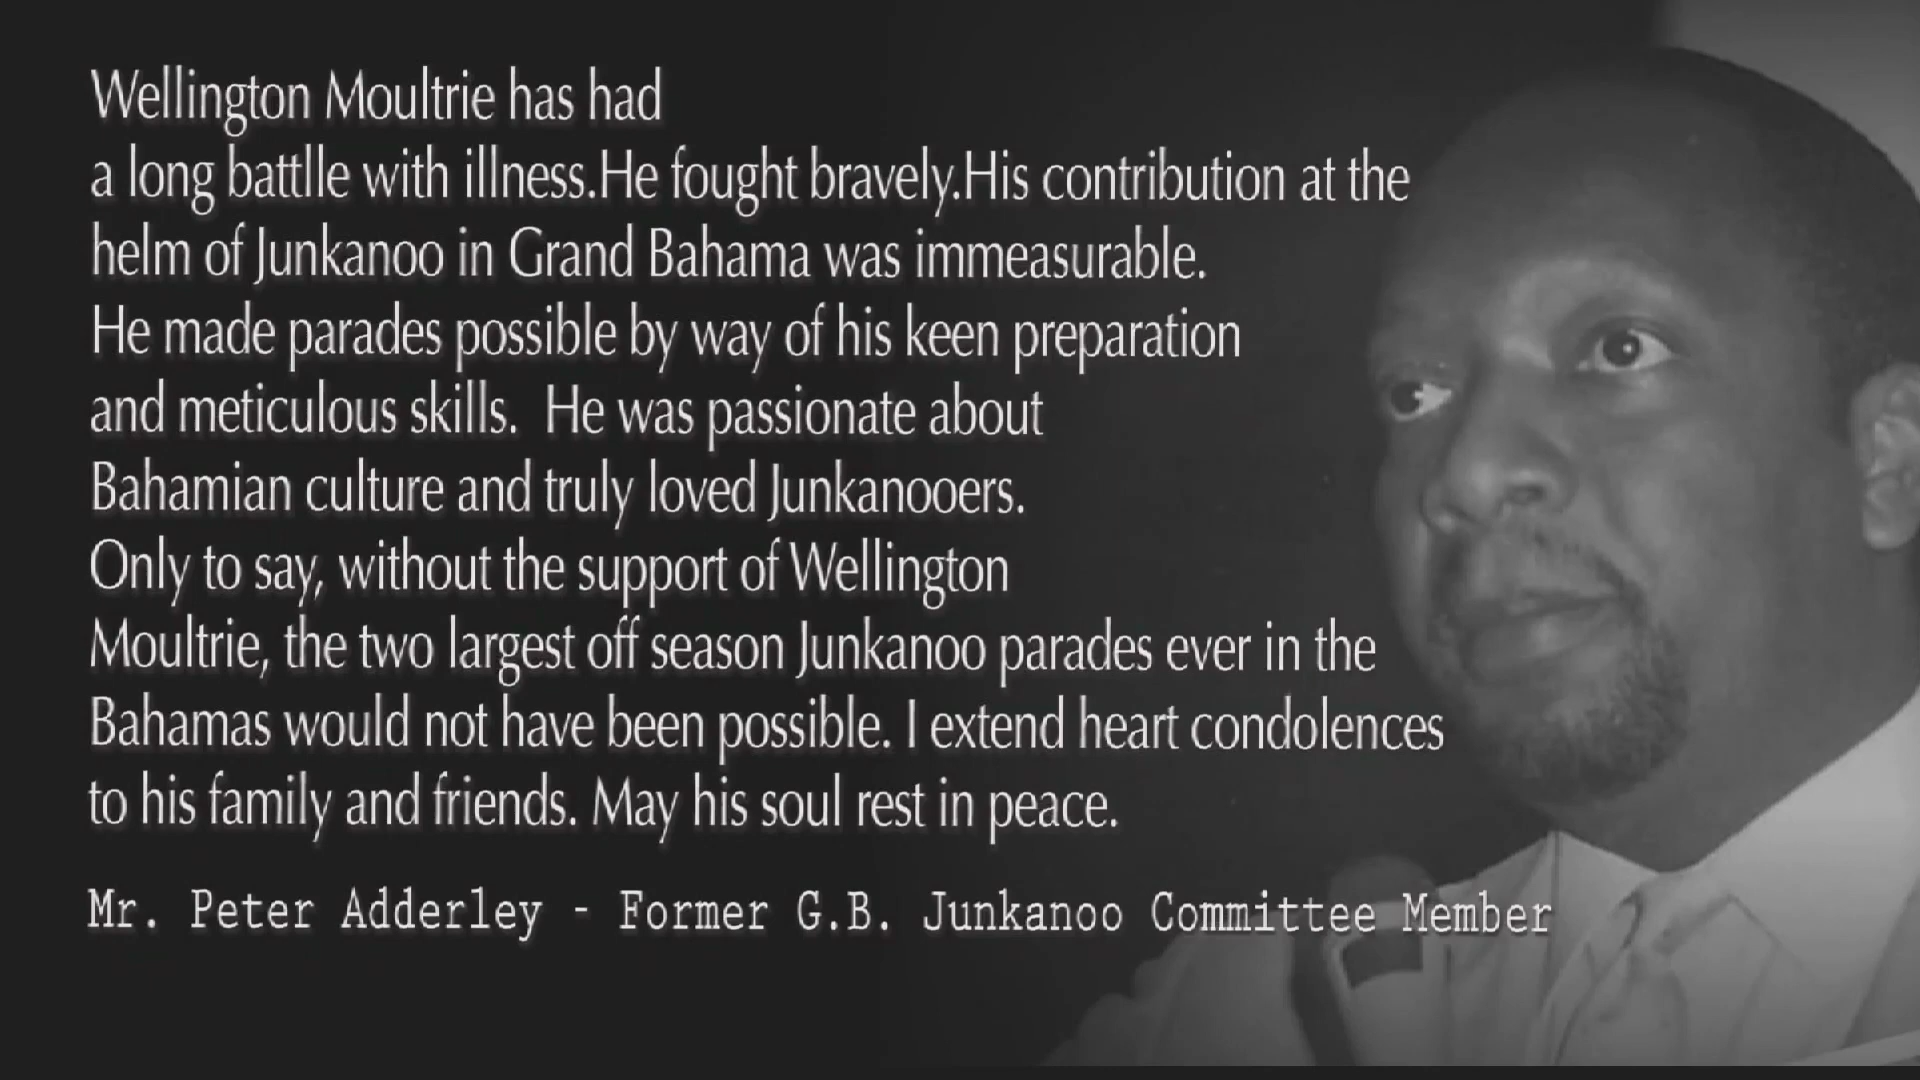 Wellington Moultrie has had
a long battlle with illness.He fought bravely.His contribution at the
helm of Junkanoo in Grand Bahama was immeasurable.
He made parades possible by way of his keen preparation
and meticulous skills.  He was passionate about
Bahamian culture and truly loved Junkanooers.
Only to say, without the support of Wellington
Moultrie, the two largest off season Junkanoo parades ever in the
Bahamas would not have been possible. I extend heart condolences
to his family and friends. May his soul rest in peace.
Mr. Peter Adderley - Former G.B. Junkanoo Committee Member